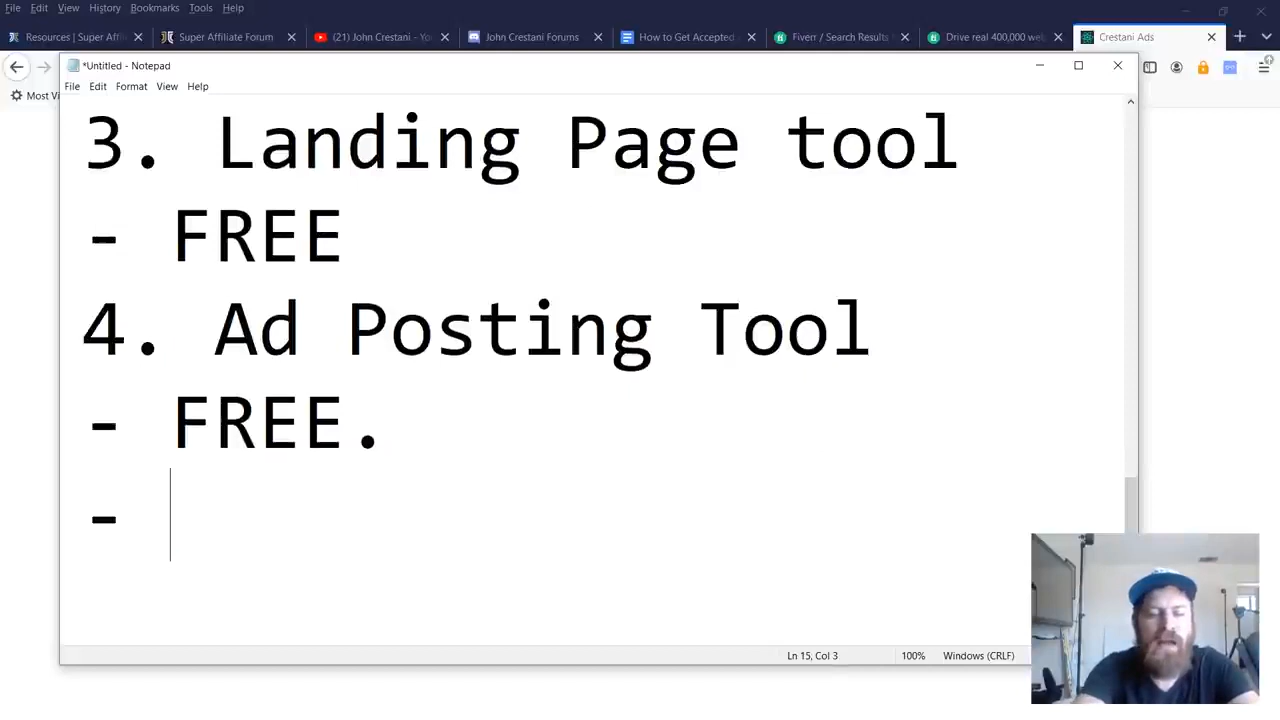 File Edit View History Bookmarks Tools Help
Resources | Super Affili
Super Affiliate Forum
(21) John Crestani - Yo
John Crestani Forums
How to Get Accepted
Fiverr / Search Results
Drive real 400,000 we
Crestani Ads
Most Vi
*Untitled - Notepad
File Edit Format View Help
3. Landing Page tool
- FREE
4. Ad Posting Tool
- FREE.
-
Ln 15, Col 3
100%
Windows (CRLF)